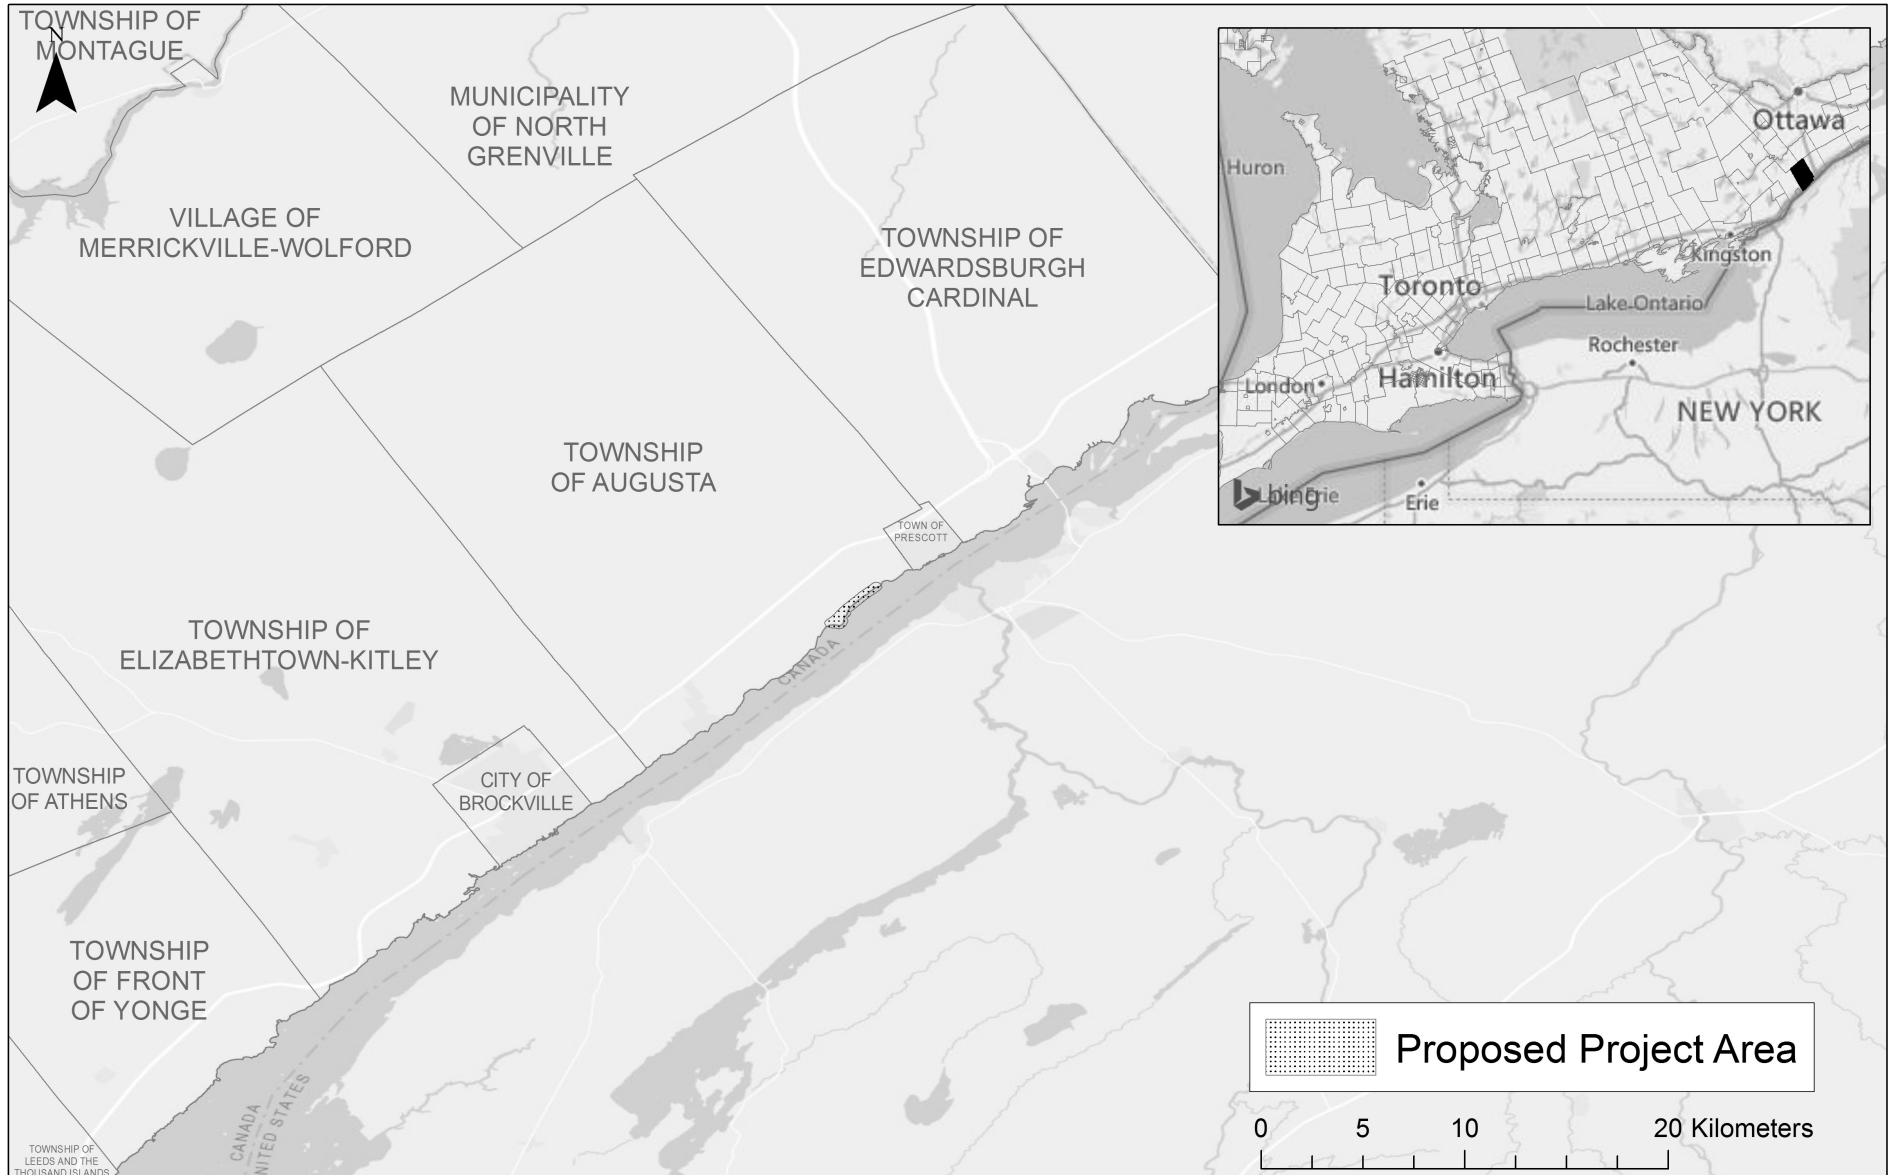 TOWNSHIP OF
MONTAGUE
N
MUNICIPALITY
OF NORTH
GRENVILLE
VILLAGE OF
MERRICKVILLE-WOLFORD
TOWNSHIP OF
EDWARDSBURGH
CARDINAL
TOWNSHIP
OF AUGUSTA
TOWN OF
PRESCOTT
TOWNSHIP OF
ELIZABETHTOWN-KITLEY
CANADA
TOWNSHIP
OF ATHENS
CITY OF
BROCKVILLE
TOWNSHIP
OF FRONT
OF YONGE
CANADA
UNITED STATES
TOWNSHIP OF
LEEDS AND THE
THOUSAND ISLANDS
Ottawa
Huron
Kingston
Toronto
Lake Ontario
Rochester
London
Hamilton
NEW YORK
bing
Lake Erie
Erie
Proposed Project Area
0 5 10 20 Kilometers